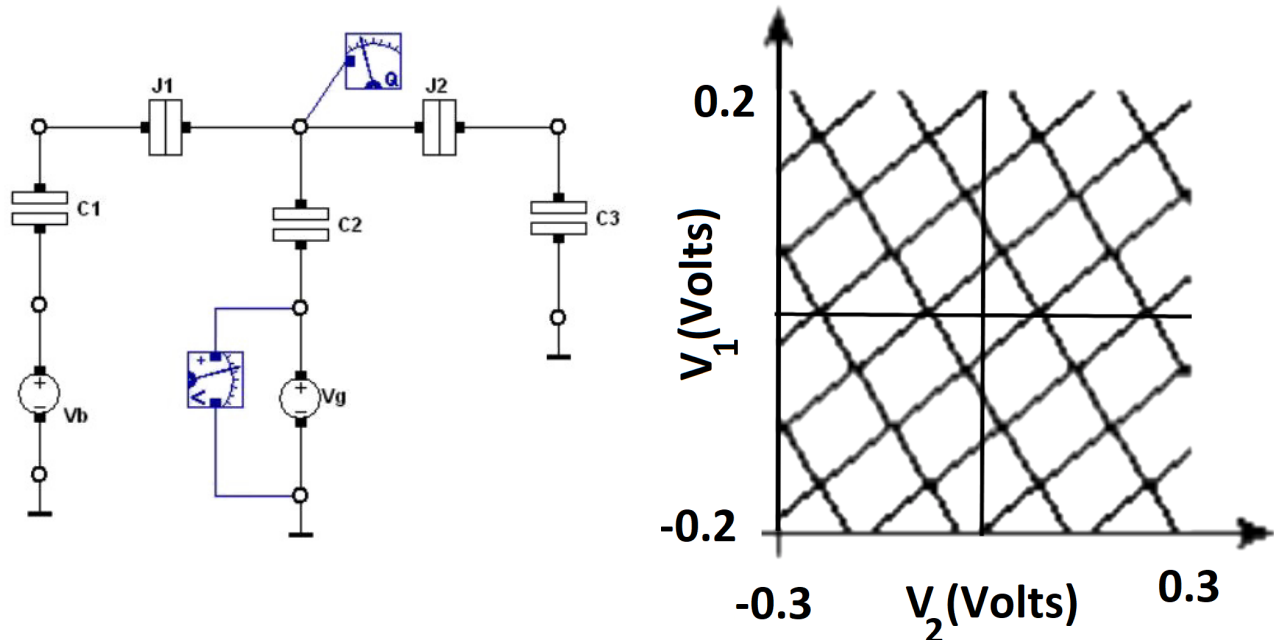 J1
Q
J2
C1
C2
C3
+
V
+
−
Vb
+
−
Vg
0.2
V1 (Volts)
-0.2
-0.3
V2 (Volts)
0.3